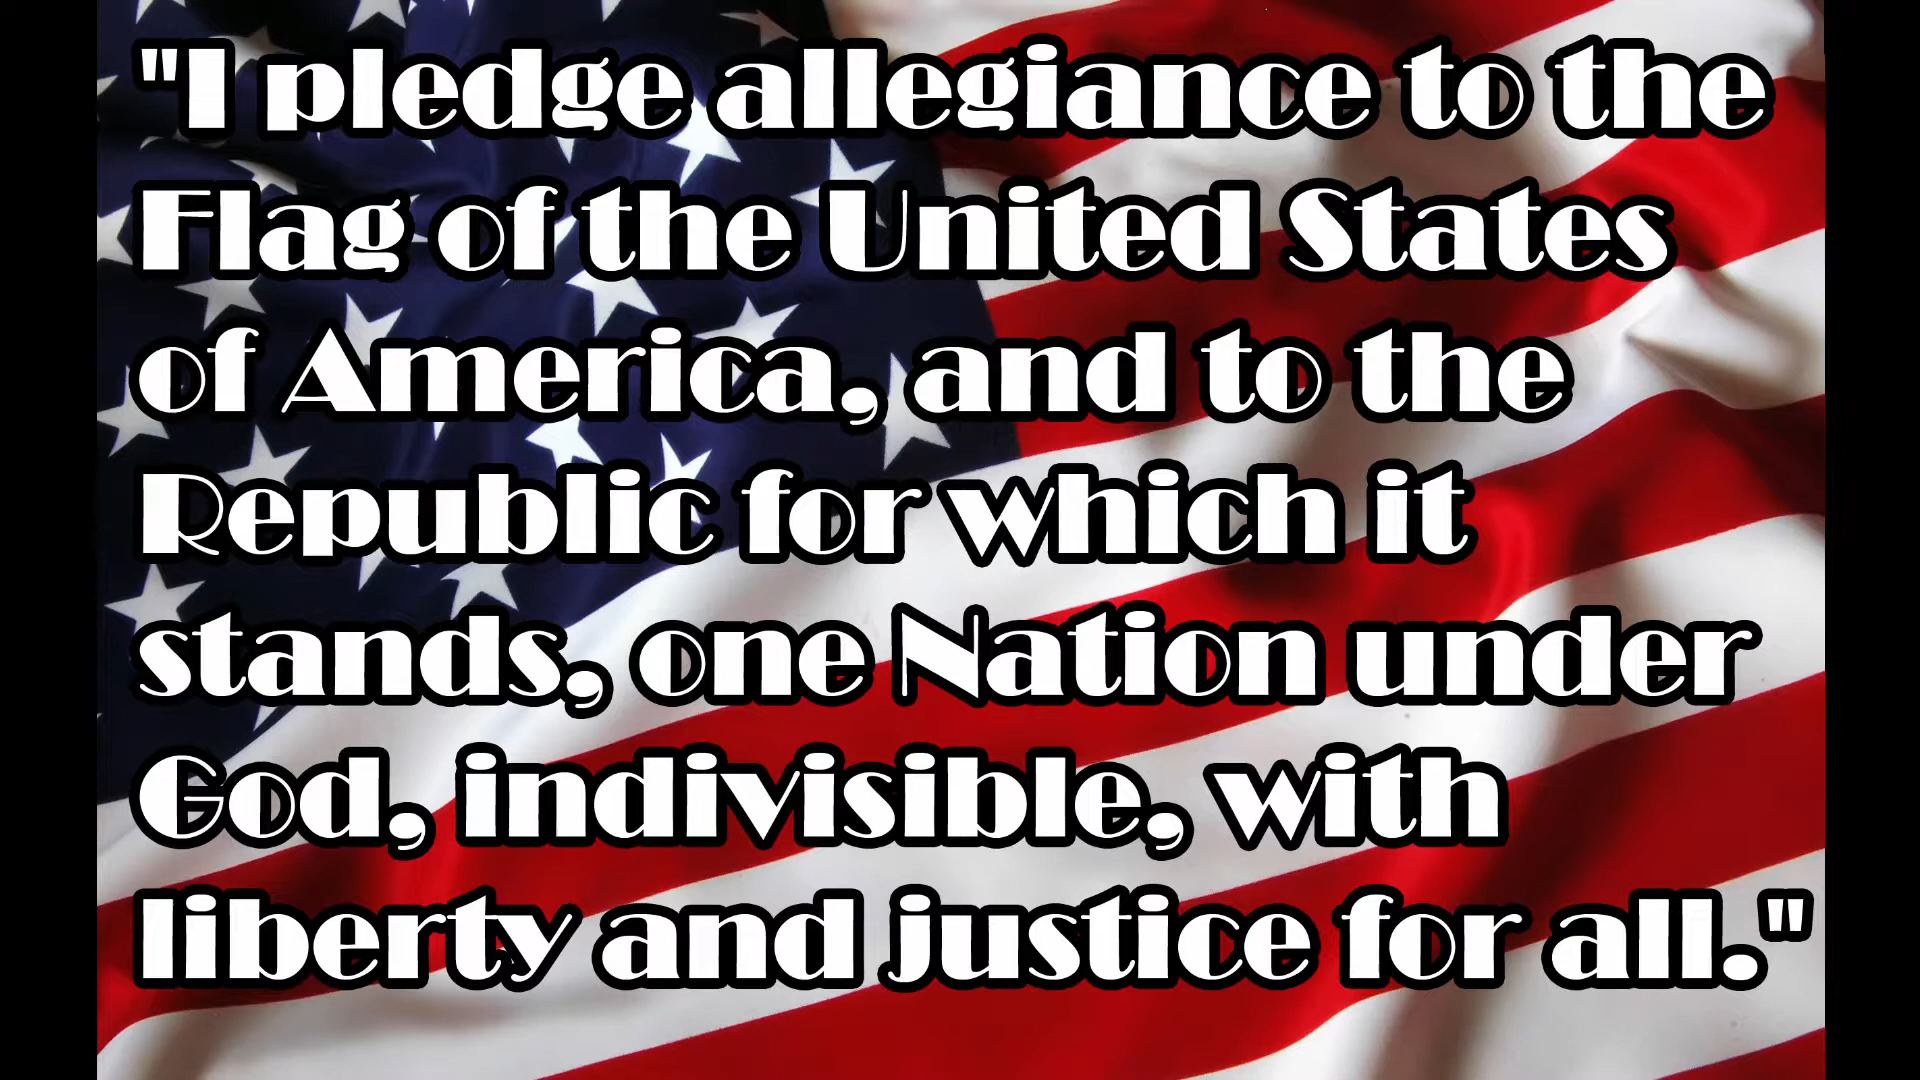 "I pledge allegiance to the
Flag of the United States
of America, and to the
Republic for which it
stands, one Nation under
God, indivisible, with
liberty and justice for all."